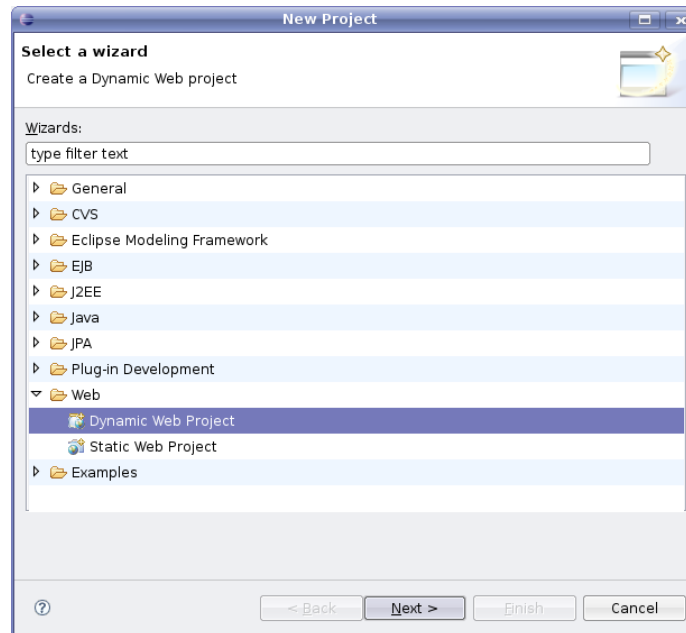 New Project
Select a wizard
Create a Dynamic Web project
Wizards:
type filter text
General
CVS
Eclipse Modeling Framework
EJB
J2EE
Java
JPA
Plug-in Development
Web
Dynamic Web Project
Static Web Project
Examples
? < Back Next > Finish Cancel